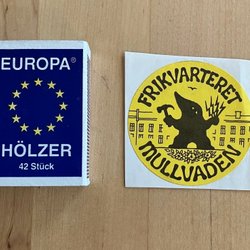 EUROPA®
HÖLZER
42 Stück
FRIKVARTERET
MULLVADEN